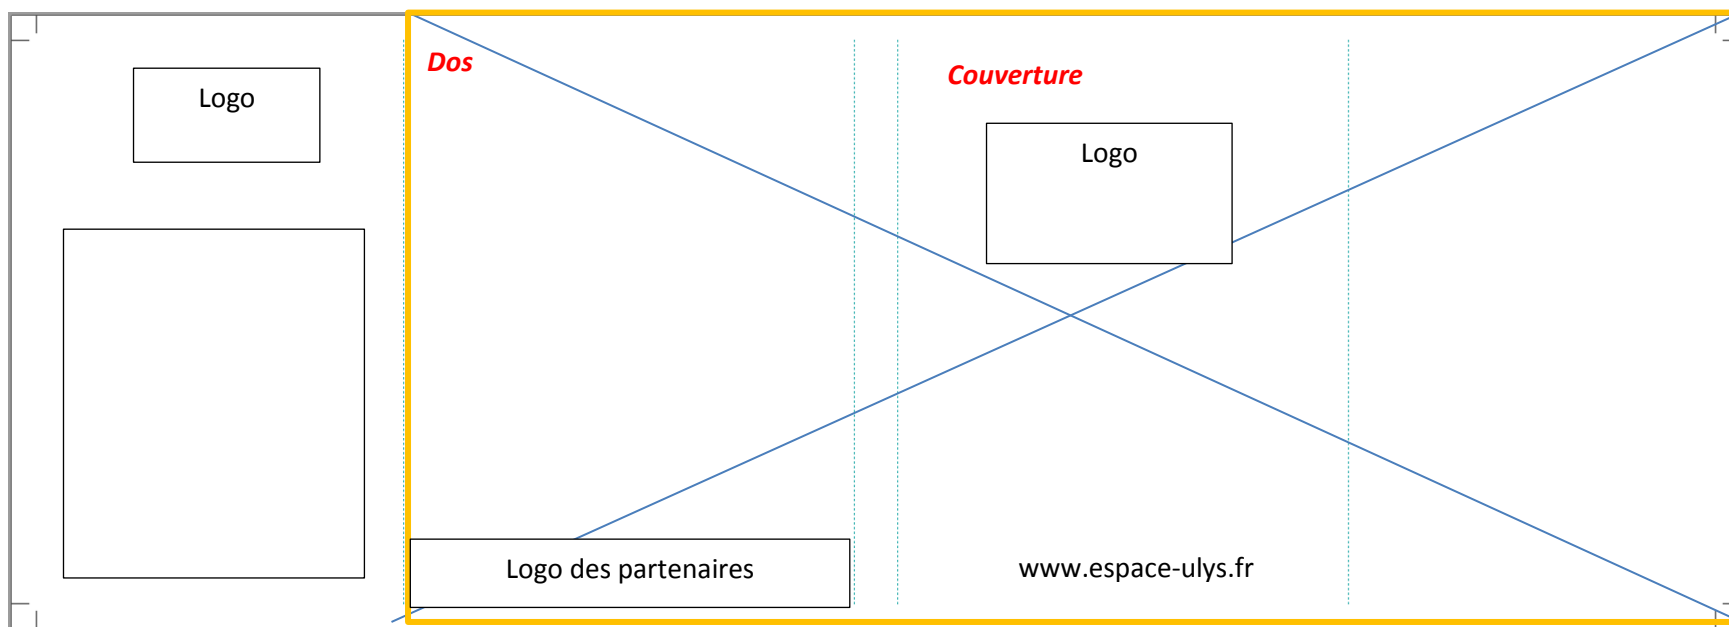 Logo
Dos
Couverture
Logo
Logo des partenaires
www.espace-ulys.fr